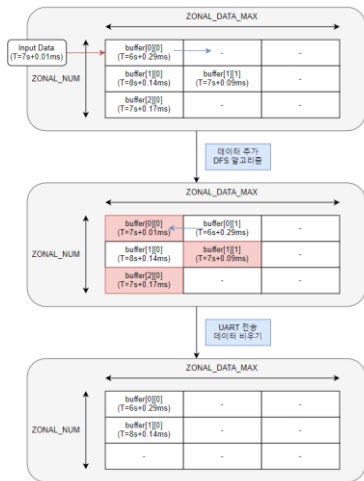 ZONAL_DATA_MAX
Input Data
(T=7s+0.01ms)
ZONAL_NUM
buffer[0][0]
(T=6s+0.29ms)
-
-
buffer[1][0]
(T=8s+0.14ms)
buffer[1][1]
(T=7s+0.09ms)
-
buffer[2][0]
(T=7s+0.17ms)
-
-
데이터 추가
DFS 알고리즘
ZONAL_DATA_MAX
ZONAL_NUM
buffer[0][0]
(T=7s+0.01ms)
buffer[0][1]
(T=6s+0.29ms)
-
buffer[1][0]
(T=8s+0.14ms)
buffer[1][1]
(T=7s+0.09ms)
-
buffer[2][0]
(T=7s+0.17ms)
-
-
UART 전송
데이터 비우기
ZONAL_DATA_MAX
ZONAL_NUM
buffer[0][0]
(T=6s+0.29ms)
-
-
buffer[1][0]
(T=8s+0.14ms)
-
-
-
-
-